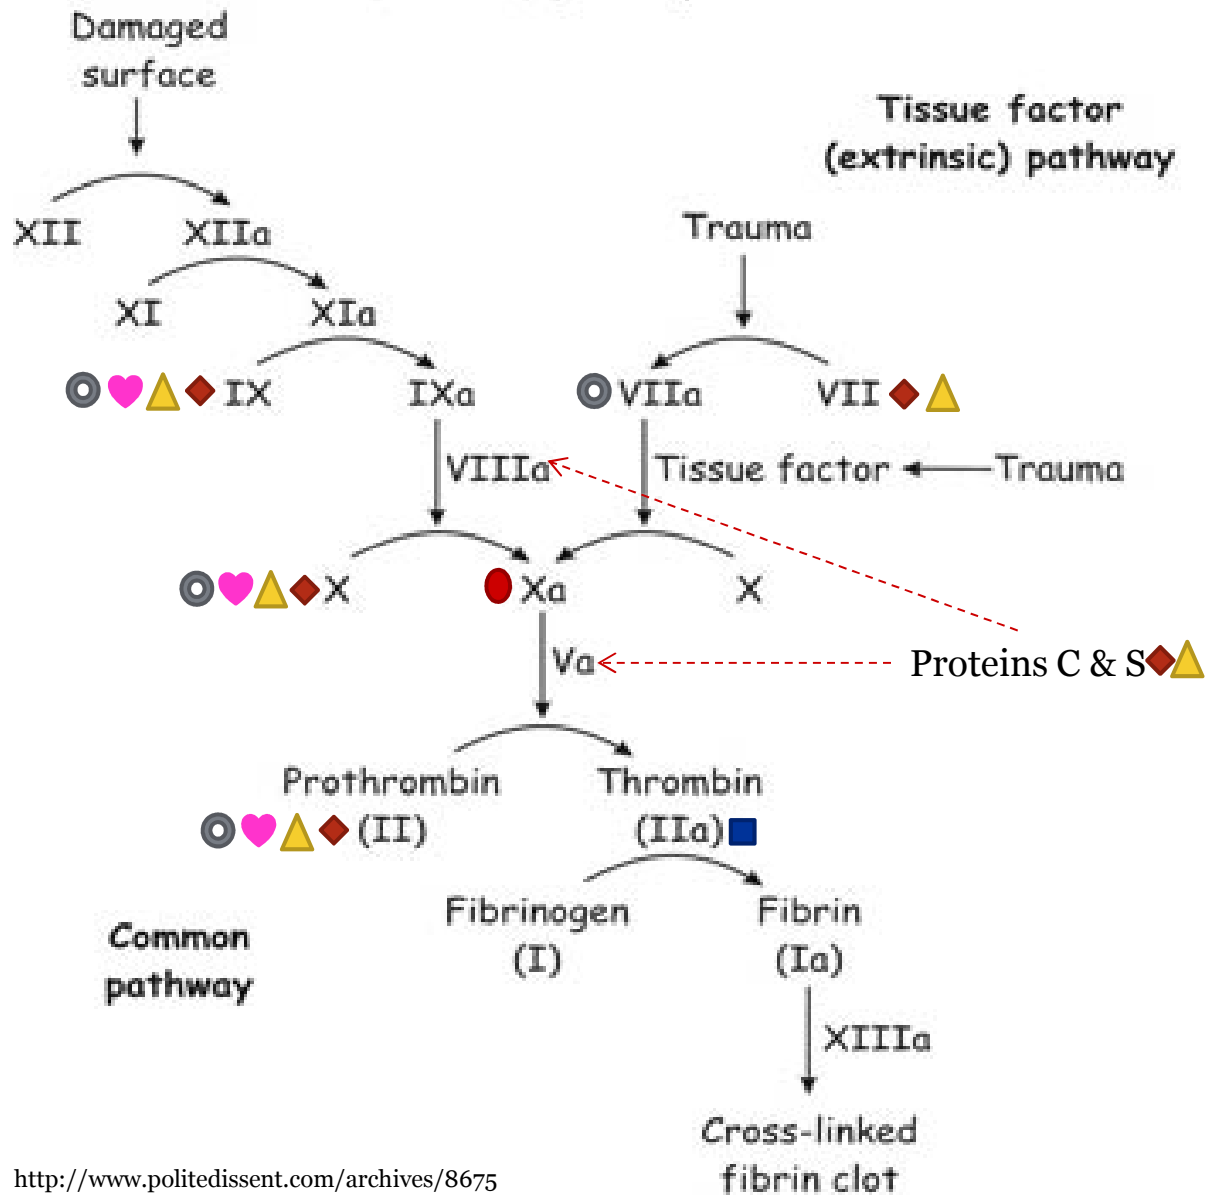 Damaged
surface
Tissue factor
(extrinsic) pathway
XII XIIa
Trauma
XI XIa
IX IXa VIIa VII
VIIIa Tissue factor Trauma
X Xa X
Va Proteins C & S
Prothrombin Thrombin
(II) (IIa)
Fibrinogen Fibrin
(I) (Ia)
Common
pathway
XIIIa
Cross-linked
fibrin clot
http://www.politedissent.com/archives/8675